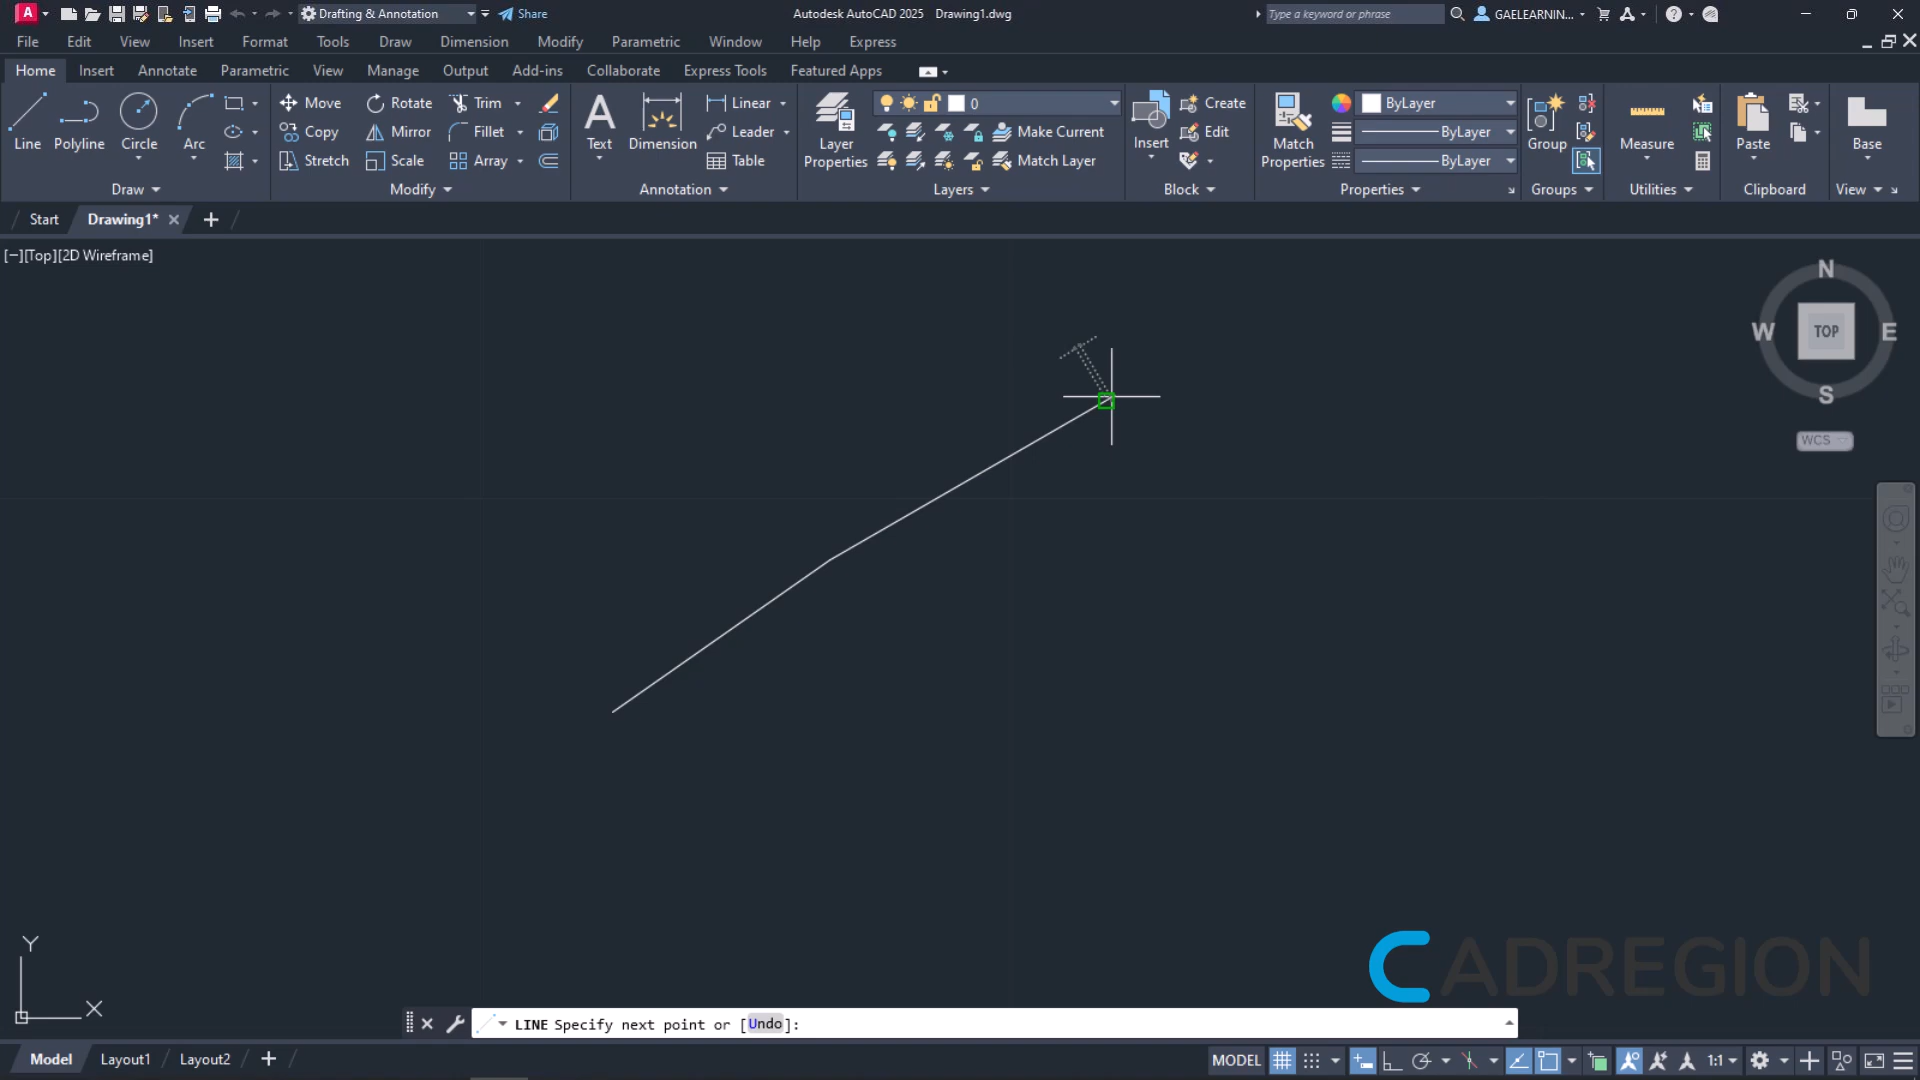 Drafting & Annotation Share Autodesk AutoCAD 2025 Drawing1.dwg Type a keyword or phrase GAELEARNIN...
File Edit View Insert Format Tools Draw Dimension Modify Parametric Window Help Express
Home Insert Annotate Parametric View Manage Output Add-ins Collaborate Express Tools Featured Apps
Line Polyline Circle Arc
Move Rotate Trim
Copy Mirror Fillet
Stretch Scale Array
Text Dimension
Linear
Leader
Table
Layer Properties
0
Make Current
Match Layer
Insert
Create
Edit
Match Properties
ByLayer
ByLayer
ByLayer
Group
Measure
Paste
Base
Draw Modify Annotation Layers Block Properties Groups Utilities Clipboard View
Start Drawing1*
[−][Top][2D Wireframe]
N
W TOP E
S
WCS
Y
X
CADREGION
LINE Specify next point or [Undo]:
Model Layout1 Layout2
MODEL 1:1